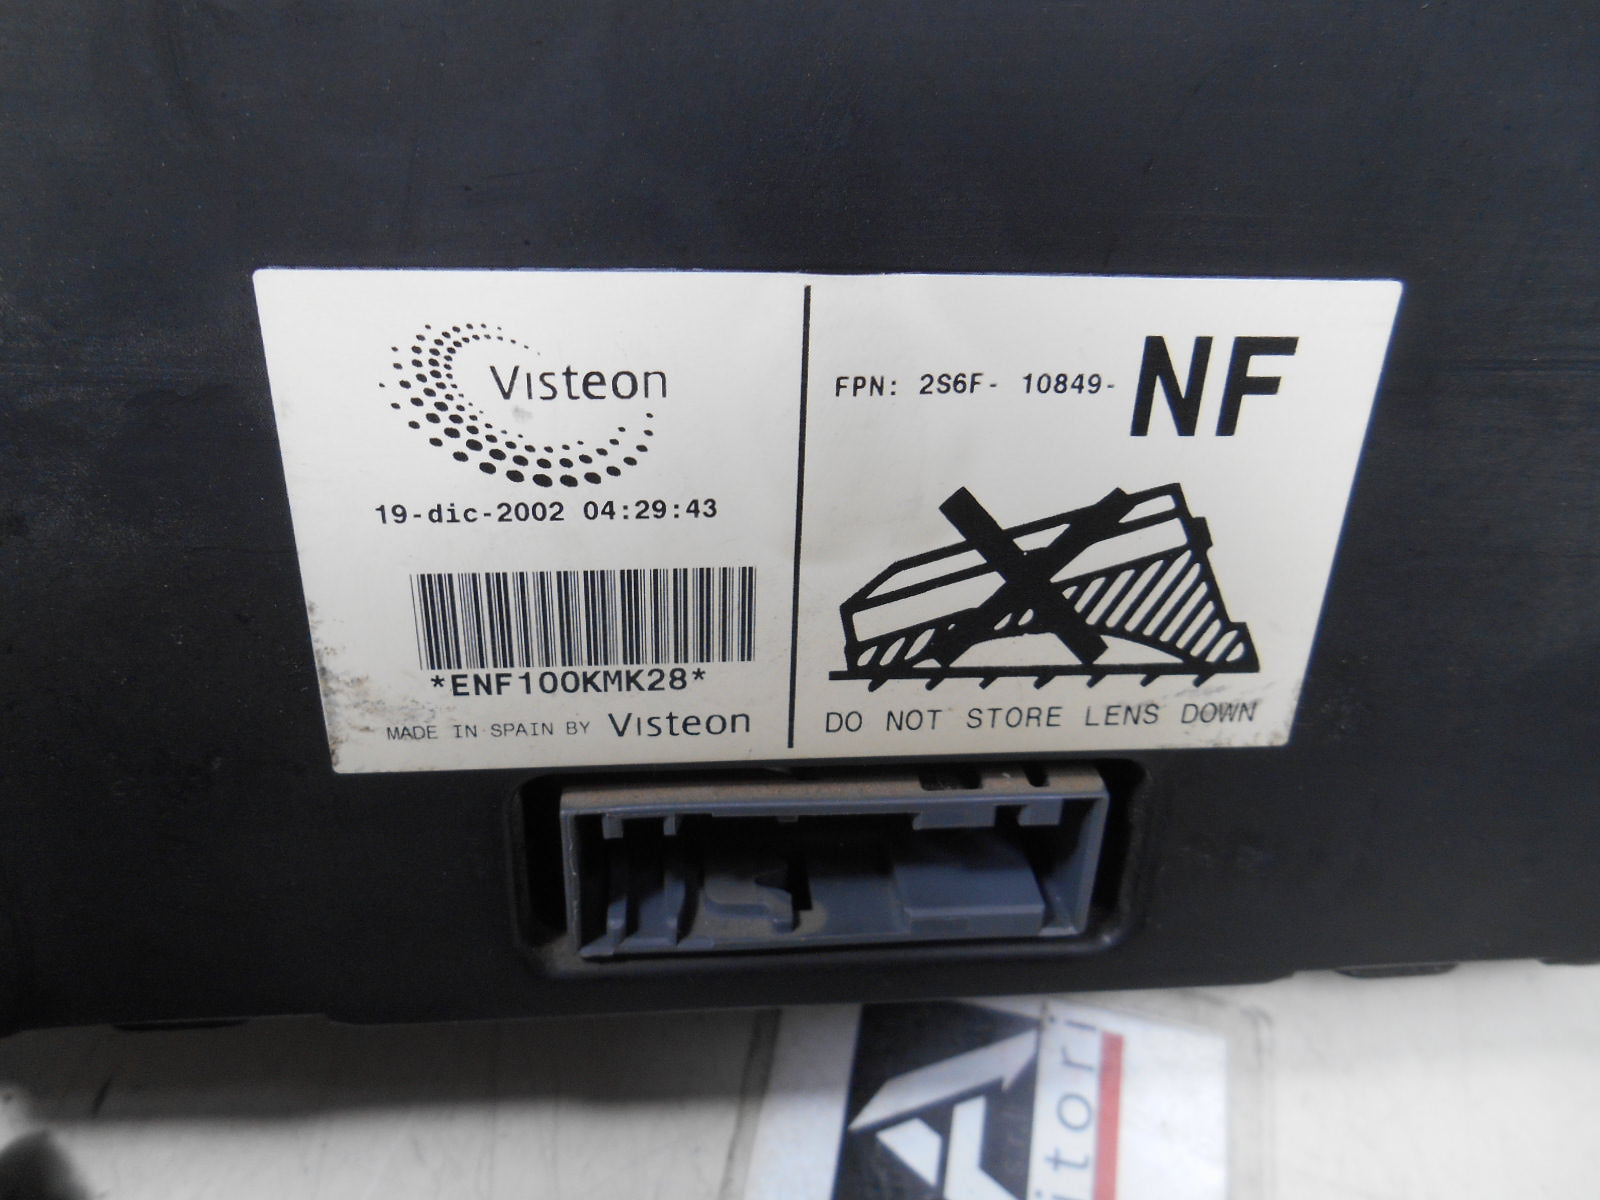 Visteon
19-dic-2002 04:29:43
*ENF100KMK28*
MADE IN SPAIN BY Visteon
FPN: 2S6F- 10849- NF
DO NOT STORE LENS DOWN
itori